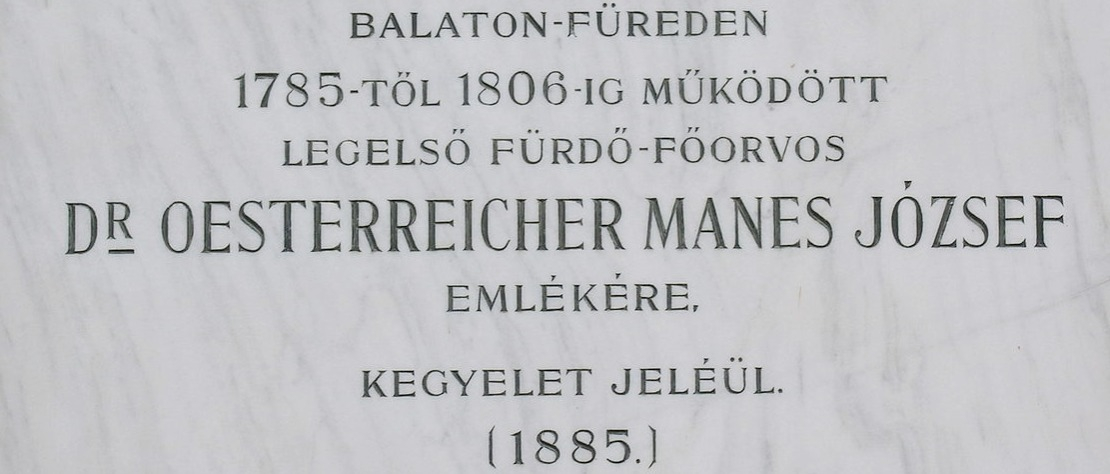 BALATON-FÜREDEN
1785-TŐL 1806-IG MŰKÖDÖTT
LEGELSŐ FÜRDŐ-FŐORVOS
DR OESTERREICHER MANES JÓZSEF
EMLÉKÉRE,
KEGYELET JELÉÜL.
(1885.)